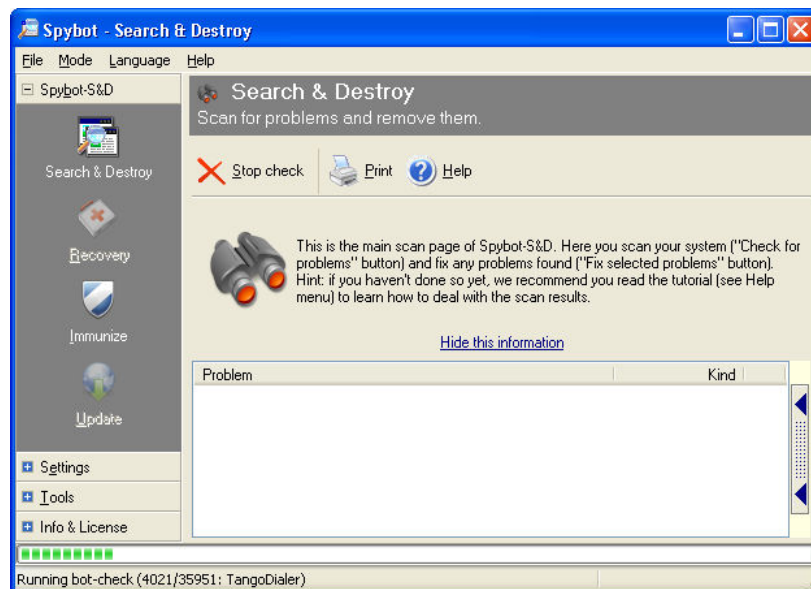 Spybot - Search & Destroy
File Mode Language Help
Spybot-S&D
Search & Destroy
Recovery
Immunize
Update
Settings
Tools
Info & License
Search & Destroy
Scan for problems and remove them.
Stop check Print Help
This is the main scan page of Spybot-S&D. Here you scan your system ("Check for
problems" button) and fix any problems found ("Fix selected problems" button).
Hint: if you haven't done so yet, we recommend you read the tutorial (see Help
menu) to learn how to deal with the scan results.
Hide this information
Problem Kind
Running bot-check (4021/35951: TangoDialer)